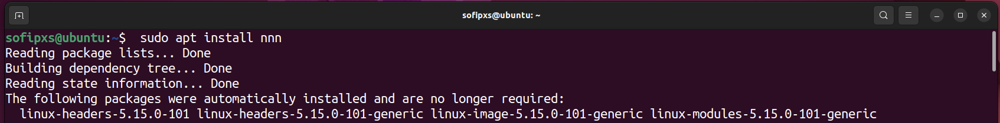 sofipxs@ubuntu: ~
sofipxs@ubuntu:~$  sudo apt install nnn
Reading package lists... Done
Building dependency tree... Done
Reading state information... Done
The following packages were automatically installed and are no longer required:
  linux-headers-5.15.0-101 linux-headers-5.15.0-101-generic linux-image-5.15.0-101-generic linux-modules-5.15.0-101-generic